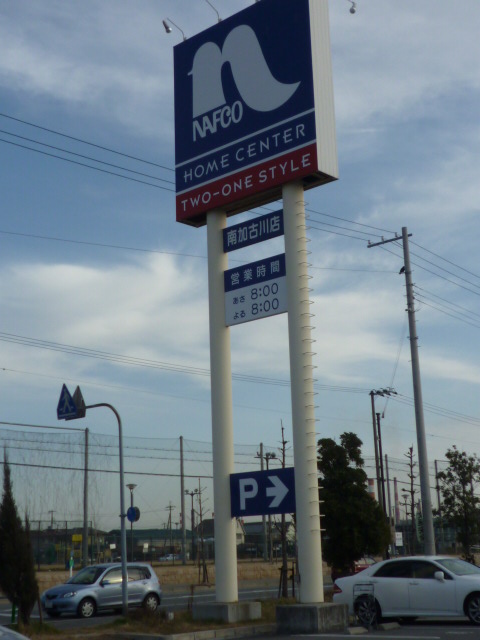 NAFCO
HOME CENTER
TWO-ONE STYLE
南加古川店
営業時間
あさ 8:00
よる 8:00
P